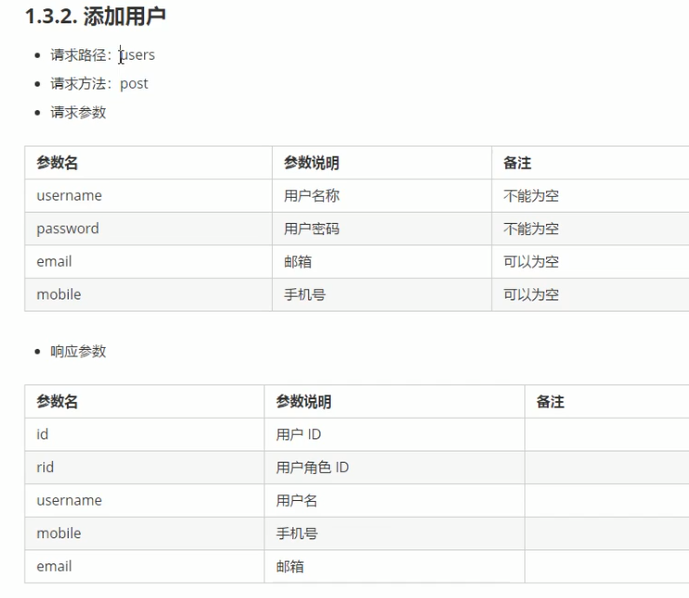 1.3.2. 添加用户
请求路径：users
请求方法：post
请求参数
参数名 参数说明 备注
username 用户名称 不能为空
password 用户密码 不能为空
email 邮箱 可以为空
mobile 手机号 可以为空
响应参数
参数名 参数说明 备注
id 用户 ID
rid 用户角色 ID
username 用户名
mobile 手机号
email 邮箱